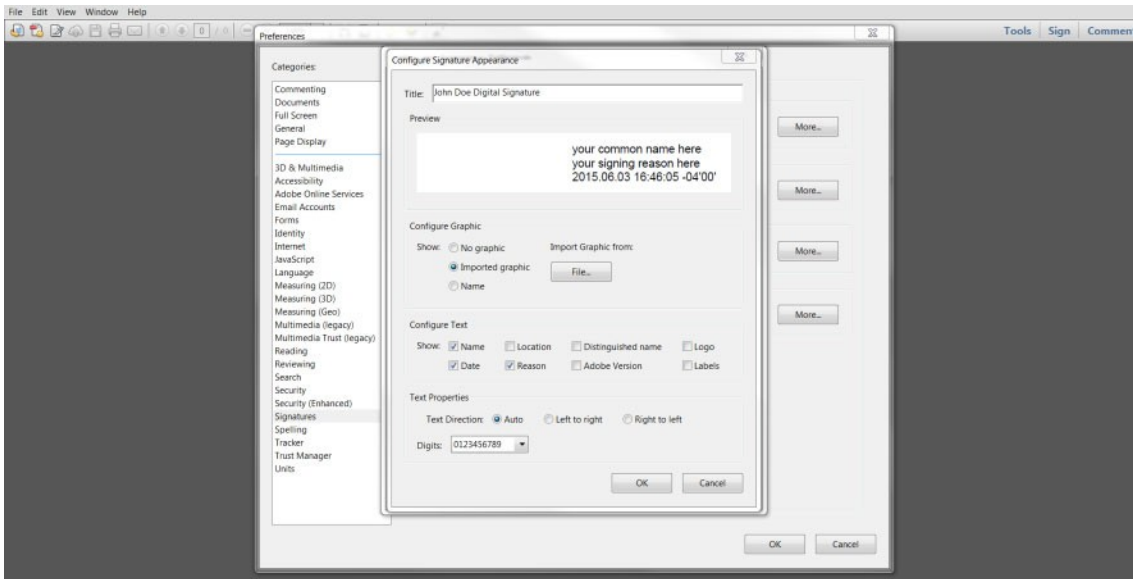 File Edit View Window Help
0 / 0
Tools Sign Comment
Preferences
Categories:
Commenting
Documents
Full Screen
General
Page Display
3D & Multimedia
Accessibility
Adobe Online Services
Email Accounts
Forms
Identity
Internet
JavaScript
Language
Measuring (2D)
Measuring (3D)
Measuring (Geo)
Multimedia (legacy)
Multimedia Trust (legacy)
Reading
Reviewing
Search
Security
Security (Enhanced)
Signatures
Spelling
Tracker
Trust Manager
Units
Configure Signature Appearance
Title: John Doe Digital Signature
Preview
your common name here
your signing reason here
2015.06.03 16:46:05 -04'00'
Configure Graphic
Show: No graphic Import Graphic from:
Imported graphic File...
Name
Configure Text
Show: Name Location Distinguished name Logo
Date Reason Adobe Version Labels
Text Properties
Text Direction: Auto Left to right Right to left
Digits: 0123456789
OK Cancel
More...
More...
More...
More...
OK Cancel